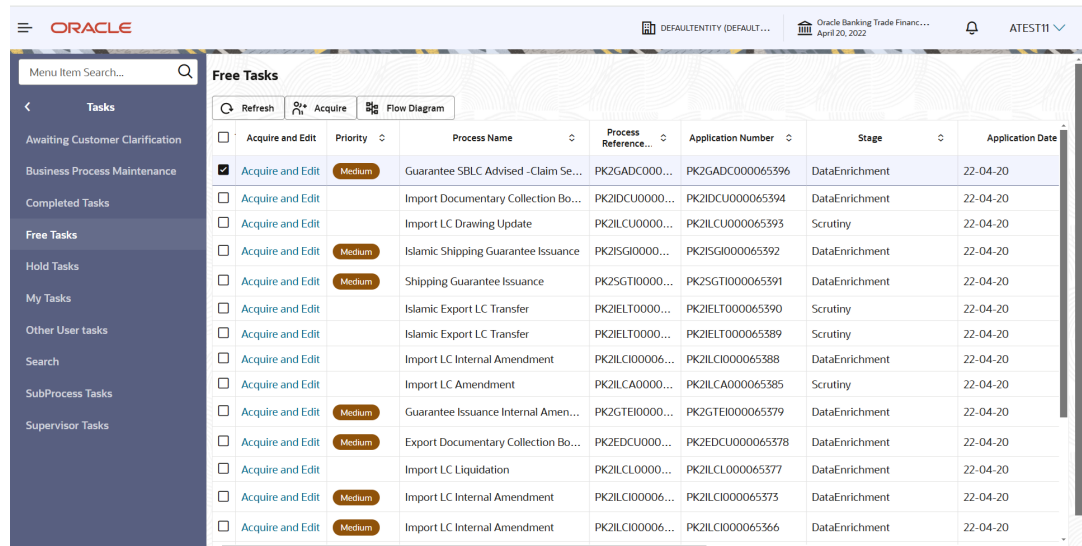 ORACLE
DEFAULTENTITY (DEFAULT...
Oracle Banking Trade Financ...
April 20, 2022
ATEST11
Menu Item Search...
Tasks
Awaiting Customer Clarification
Business Process Maintenance
Completed Tasks
Free Tasks
Hold Tasks
My Tasks
Other User tasks
Search
SubProcess Tasks
Supervisor Tasks
Free Tasks
Refresh Acquire Flow Diagram
Acquire and Edit Priority Process Name Process Reference... Application Number Stage Application Date
Acquire and Edit Medium Guarantee SBLC Advised -Claim Se... PK2GADC000... PK2GADC000065396 DataEnrichment 22-04-20
Acquire and Edit Import Documentary Collection Bo... PK2IDCU0000... PK2IDCU000065394 DataEnrichment 22-04-20
Acquire and Edit Import LC Drawing Update PK2ILCU0000... PK2ILCU000065393 Scrutiny 22-04-20
Acquire and Edit Medium Islamic Shipping Guarantee Issuance PK2ISGI0000... PK2ISGI000065392 DataEnrichment 22-04-20
Acquire and Edit Medium Shipping Guarantee Issuance PK2SGTI0000... PK2SGTI000065391 DataEnrichment 22-04-20
Acquire and Edit Islamic Export LC Transfer PK2IELT0000... PK2IELT000065390 Scrutiny 22-04-20
Acquire and Edit Islamic Export LC Transfer PK2IELT0000... PK2IELT000065389 Scrutiny 22-04-20
Acquire and Edit Import LC Internal Amendment PK2ILCI00006... PK2ILCI000065388 DataEnrichment 22-04-20
Acquire and Edit Import LC Amendment PK2ILCA0000... PK2ILCA000065385 Scrutiny 22-04-20
Acquire and Edit Medium Guarantee Issuance Internal Amen... PK2GTEI0000... PK2GTEI000065379 DataEnrichment 22-04-20
Acquire and Edit Medium Export Documentary Collection Bo... PK2EDCU000... PK2EDCU000065378 DataEnrichment 22-04-20
Acquire and Edit Import LC Liquidation PK2ILCL0000... PK2ILCL000065377 DataEnrichment 22-04-20
Acquire and Edit Medium Import LC Internal Amendment PK2ILCI00006... PK2ILCI000065373 DataEnrichment 22-04-20
Acquire and Edit Medium Import LC Internal Amendment PK2ILCI00006... PK2ILCI000065366 DataEnrichment 22-04-20